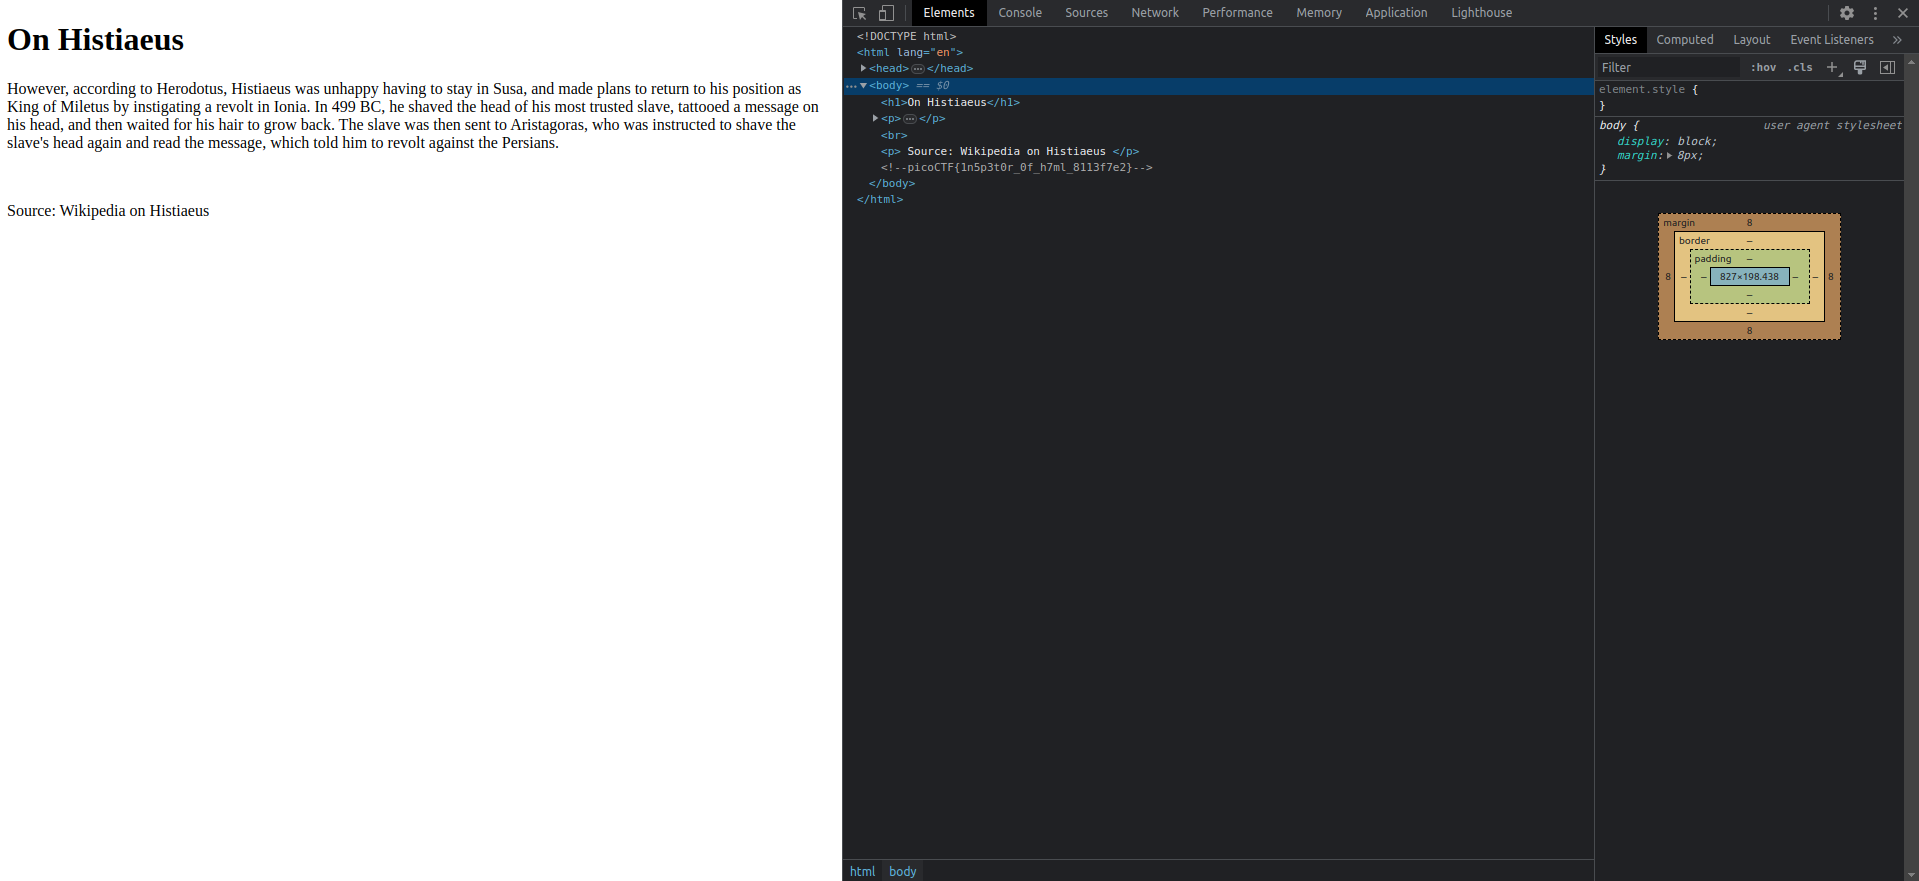 On Histiaeus
However, according to Herodotus, Histiaeus was unhappy having to stay in Susa, and made plans to return to his position as
King of Miletus by instigating a revolt in Ionia. In 499 BC, he shaved the head of his most trusted slave, tattooed a message on
his head, and then waited for his hair to grow back. The slave was then sent to Aristagoras, who was instructed to shave the
slave's head again and read the message, which told him to revolt against the Persians.
Source: Wikipedia on Histiaeus
Elements Console Sources Network Performance Memory Application Lighthouse
<!DOCTYPE html>
<html lang="en">
<head>…</head>
…<body> == $0
<h1>On Histiaeus</h1>
<p>…</p>
<br>
<p> Source: Wikipedia on Histiaeus </p>
<!--picoCTF{1n5p3t0r_0f_h7ml_8113f7e2}-->
</body>
</html>
html body
Styles Computed Layout Event Listeners »
Filter :hov .cls +
element.style {
}
body { user agent stylesheet
display: block;
margin: 8px;
}
margin 8
border –
padding –
8 – – 827×198.438 – – 8
–
–
8